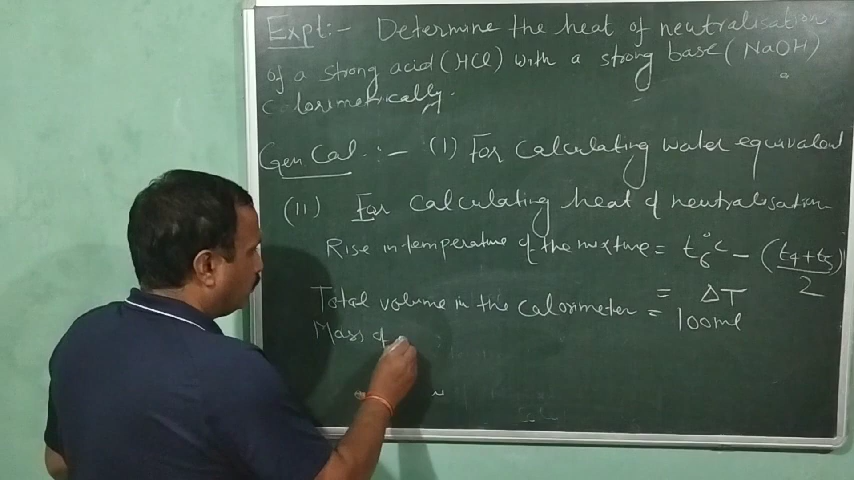 Expt:- Determine the heat of neutralisation
of a strong acid (HCl) with a strong base (NaOH)
Calorimetrically.
Gen Cal :- (I) For calculating water equivalent
(II) For calculating heat of neutralisation
Rise in temperature of the mixture = t₆°C - (t₄+t₅)/2
= ΔT
Total volume in the calorimeter = 100ml
Mass of